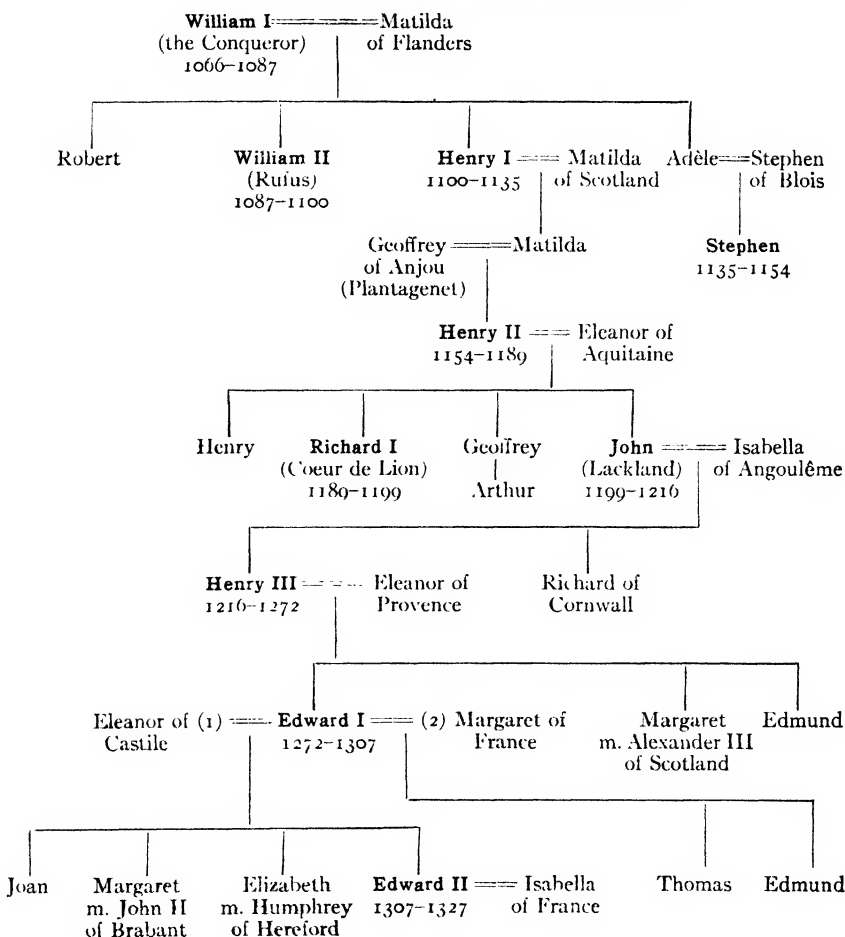 William I Matilda
(the Conqueror) of Flanders
1066–1087
Robert William II Henry I Matilda Adèle Stephen
(Rufus) 1100–1135 of Scotland of Blois
1087–1100
Geoffrey Matilda Stephen
of Anjou 1135–1154
(Plantagenet)
Henry II Eleanor of
1154–1189 Aquitaine
Henry Richard I Geoffrey John Isabella
(Coeur de Lion) (Lackland) of Angoulême
1189–1199 Arthur 1199–1216
Henry III Eleanor of Richard of
1216–1272 Provence Cornwall
Eleanor of (1) Edward I (2) Margaret of Margaret Edmund
Castile 1272–1307 France m. Alexander III
of Scotland
Joan Margaret Elizabeth Edward II Isabella Thomas Edmund
m. John II m. Humphrey 1307–1327 of France
of Brabant of Hereford